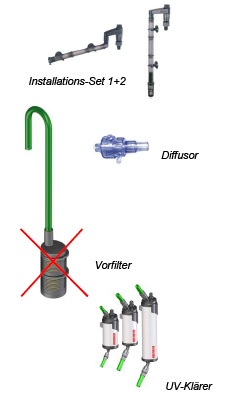 Installations-Set 1+2
Diffusor
Vorfilter
UV-Klärer